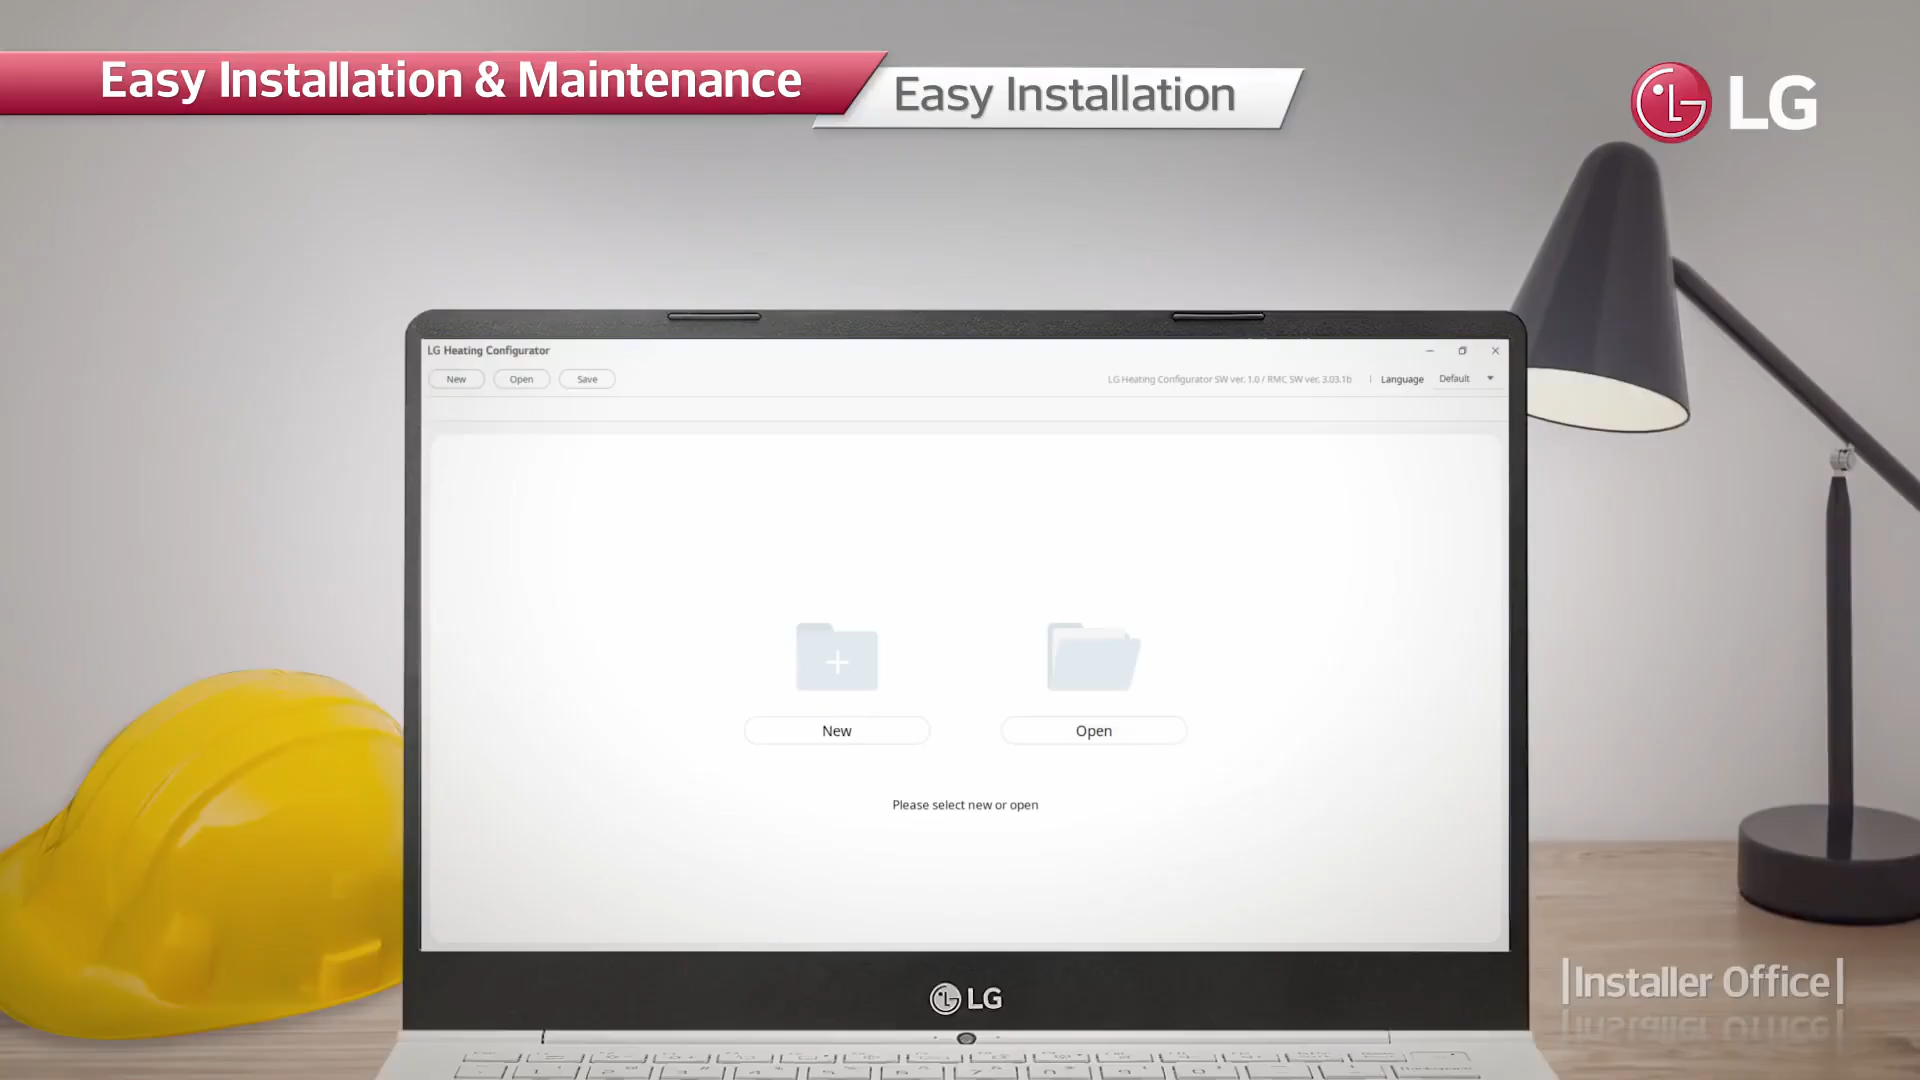 Easy Installation & Maintenance
Easy Installation
LG
LG Heating Configurator
New
Open
Save
LG Heating Configurator SW ver. 1.0 / RMC SW ver. 3.03.1b
Language
Default
New
Open
Please select new or open
LG
|Installer Office|